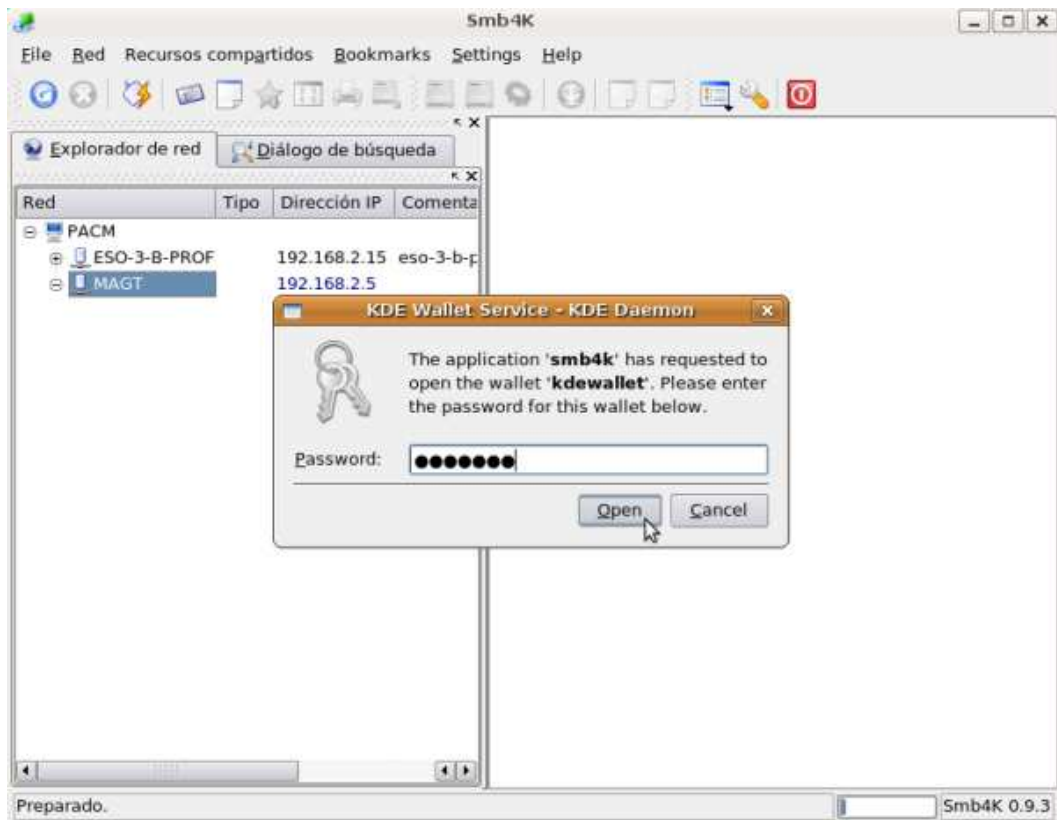 Smb4K
File Red Recursos compartidos Bookmarks Settings Help
Explorador de red Diálogo de búsqueda
Red Tipo Dirección IP Comenta
PACM
ESO-3-B-PROF 192.168.2.15 eso-3-b-p
MAGT 192.168.2.5
KDE Wallet Service - KDE Daemon
The application 'smb4k' has requested to
open the wallet 'kdewallet'. Please enter
the password for this wallet below.
Password: ●●●●●●●
Open Cancel
Preparado. Smb4K 0.9.3